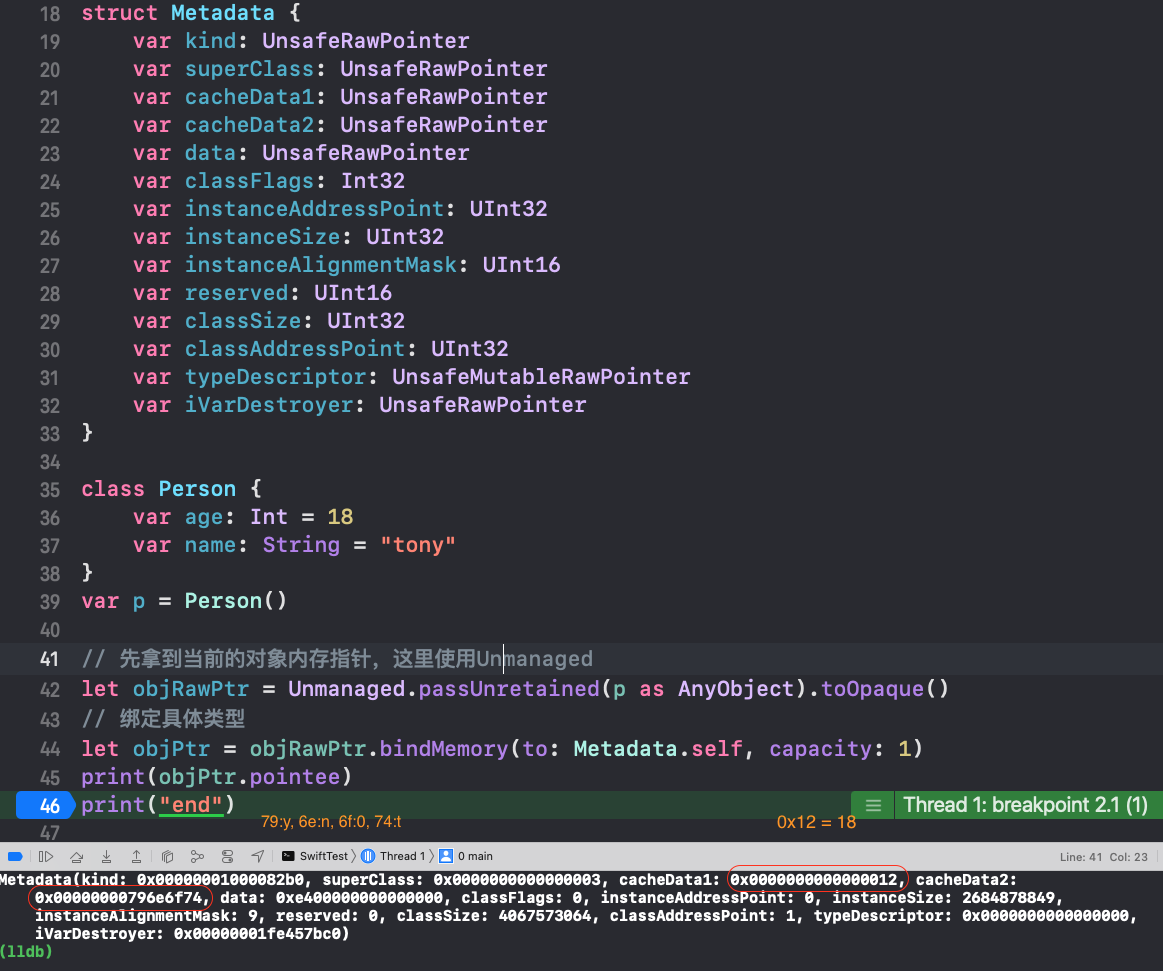 18 struct Metadata {
19 var kind: UnsafeRawPointer
20 var superClass: UnsafeRawPointer
21 var cacheData1: UnsafeRawPointer
22 var cacheData2: UnsafeRawPointer
23 var data: UnsafeRawPointer
24 var classFlags: Int32
25 var instanceAddressPoint: UInt32
26 var instanceSize: UInt32
27 var instanceAlignmentMask: UInt16
28 var reserved: UInt16
29 var classSize: UInt32
30 var classAddressPoint: UInt32
31 var typeDescriptor: UnsafeMutableRawPointer
32 var iVarDestroyer: UnsafeRawPointer
33 }
34
35 class Person {
36 var age: Int = 18
37 var name: String = "tony"
38 }
39 var p = Person()
40
41 // 先拿到当前的对象内存指针，这里使用Unmanaged
42 let objRawPtr = Unmanaged.passUnretained(p as AnyObject).toOpaque()
43 // 绑定具体类型
44 let objPtr = objRawPtr.bindMemory(to: Metadata.self, capacity: 1)
45 print(objPtr.pointee)
46 print("end") Thread 1: breakpoint 2.1 (1)
47 79:y, 6e:n, 6f:0, 74:t 0x12 = 18
SwiftTest Thread 1 0 main Line: 41 Col: 23
Metadata(kind: 0x00000001000082b0, superClass: 0x0000000000000003, cacheData1: 0x0000000000000012, cacheData2:
0x00000000796e6f74, data: 0xe400000000000000, classFlags: 0, instanceAddressPoint: 0, instanceSize: 2684878849,
instanceAlignmentMask: 9, reserved: 0, classSize: 4067573064, classAddressPoint: 1, typeDescriptor: 0x0000000000000000,
iVarDestroyer: 0x00000001fe457bc0)
(lldb)